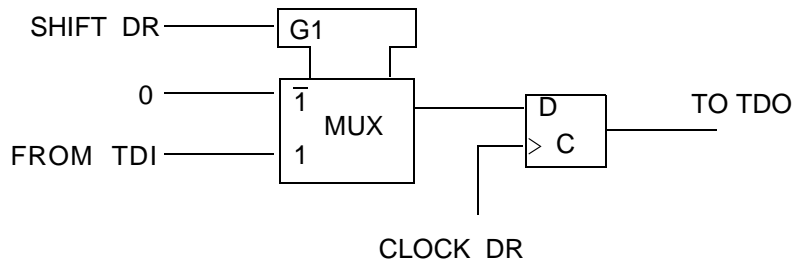 SHIFT DR
G1
0
1̅
MUX
D
TO TDO
FROM TDI
1
C
CLOCK DR